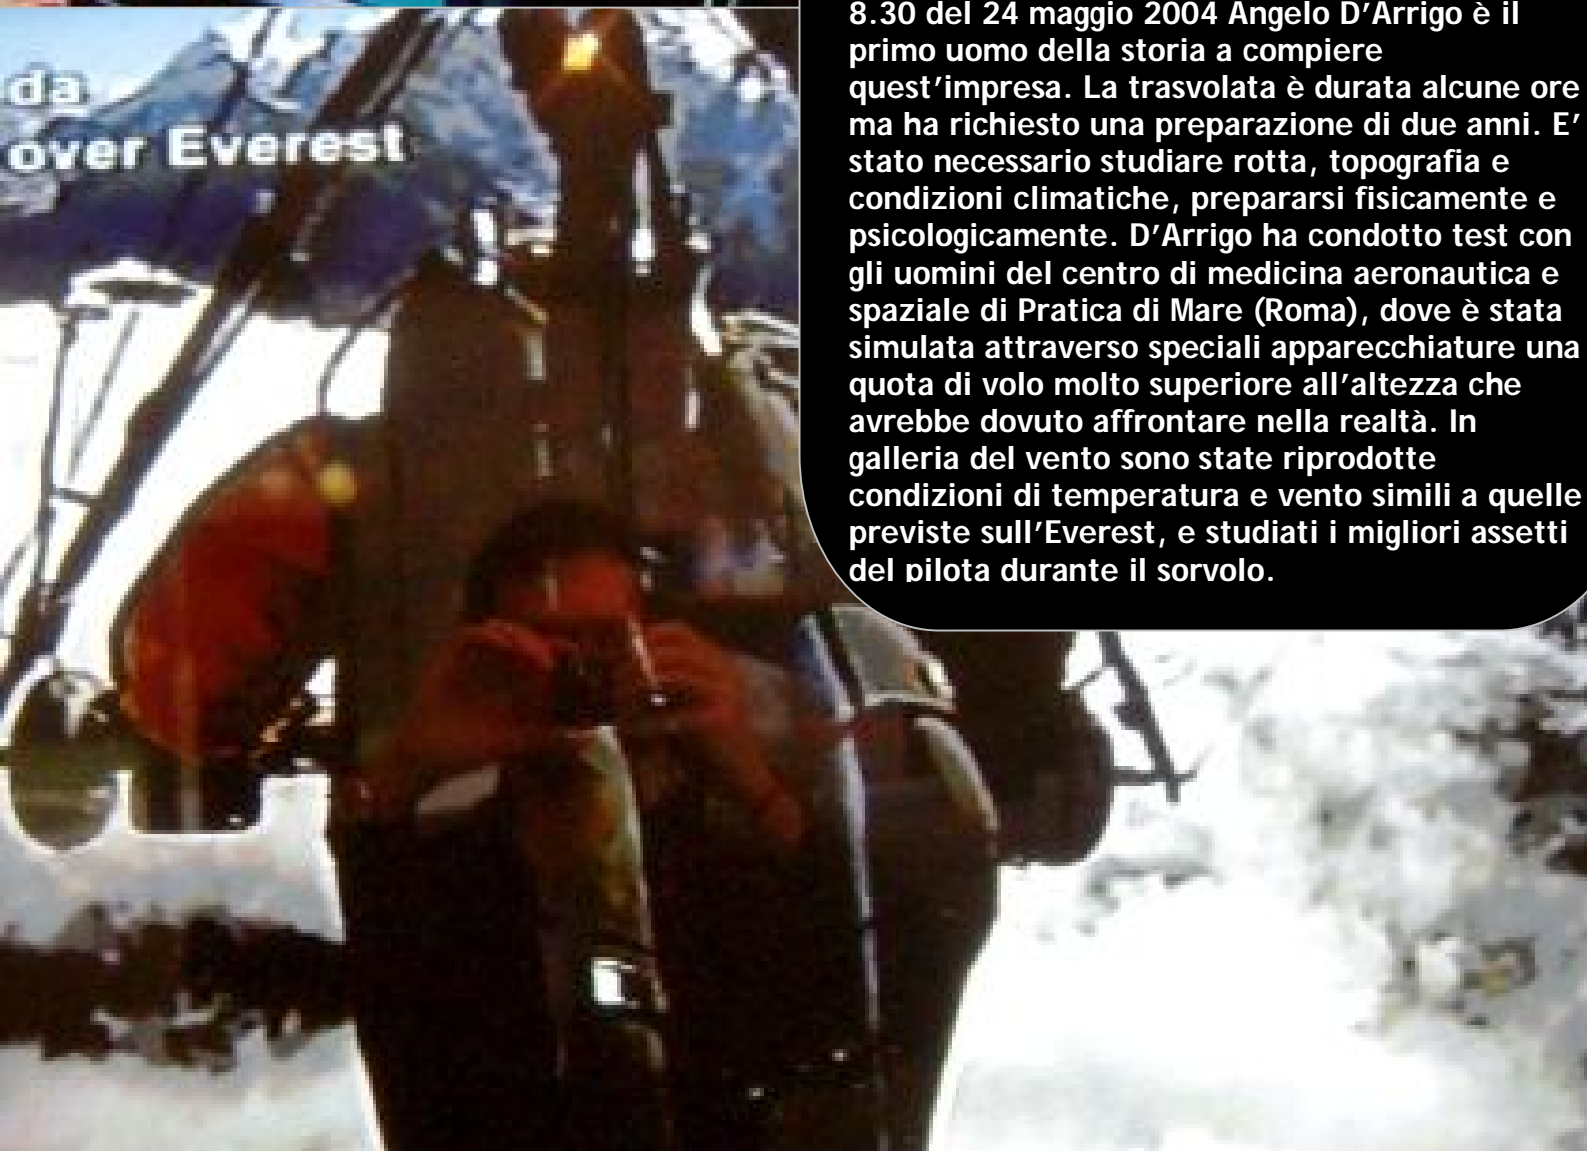 da
over Everest
8.30 del 24 maggio 2004 Angelo D'Arrigo è il
primo uomo della storia a compiere
quest'impresa. La trasvolata è durata alcune ore
ma ha richiesto una preparazione di due anni. E'
stato necessario studiare rotta, topografia e
condizioni climatiche, prepararsi fisicamente e
psicologicamente. D'Arrigo ha condotto test con
gli uomini del centro di medicina aeronautica e
spaziale di Pratica di Mare (Roma), dove è stata
simulata attraverso speciali apparecchiature una
quota di volo molto superiore all'altezza che
avrebbe dovuto affrontare nella realtà. In
galleria del vento sono state riprodotte
condizioni di temperatura e vento simili a quelle
previste sull'Everest, e studiati i migliori assetti
del pilota durante il sorvolo.